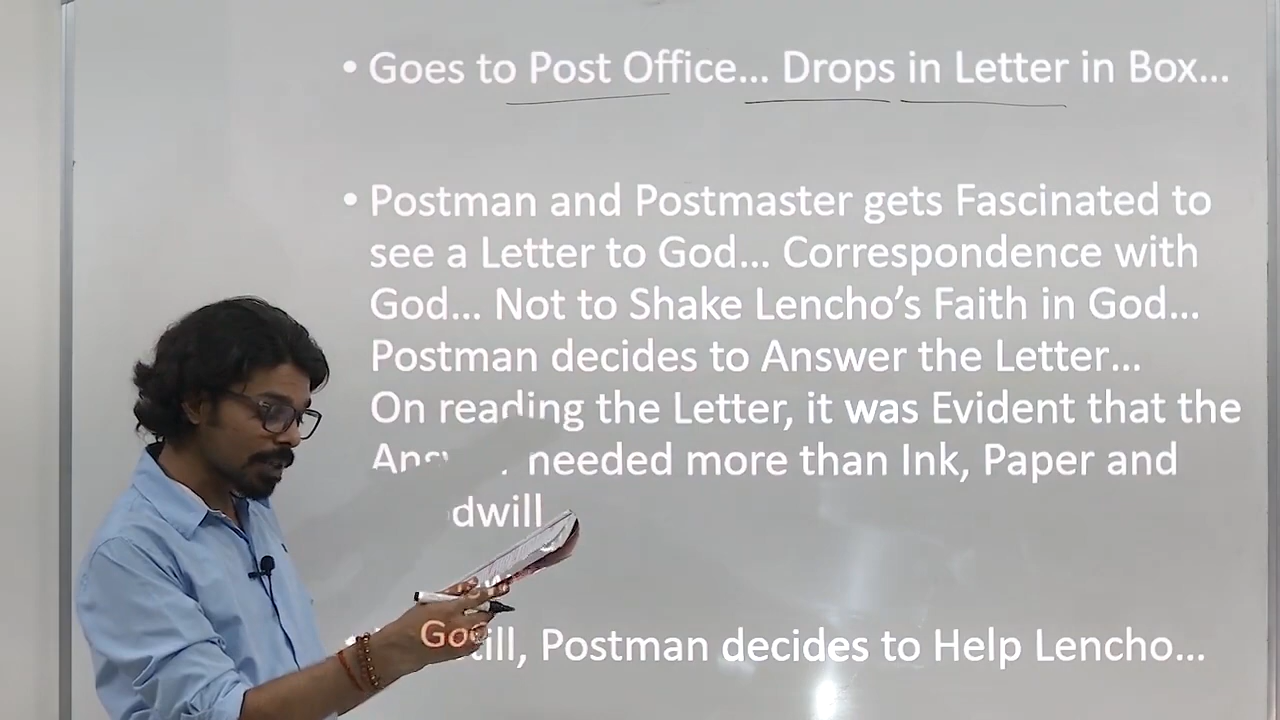 • Goes to Post Office... Drops in Letter in Box...
• Postman and Postmaster gets Fascinated to
see a Letter to God... Correspondence with
God... Not to Shake Lencho's Faith in God...
Postman decides to Answer the Letter...
On reading the Letter, it was Evident that the
needed more than Ink, Paper and
Postman decides to Help Lencho...